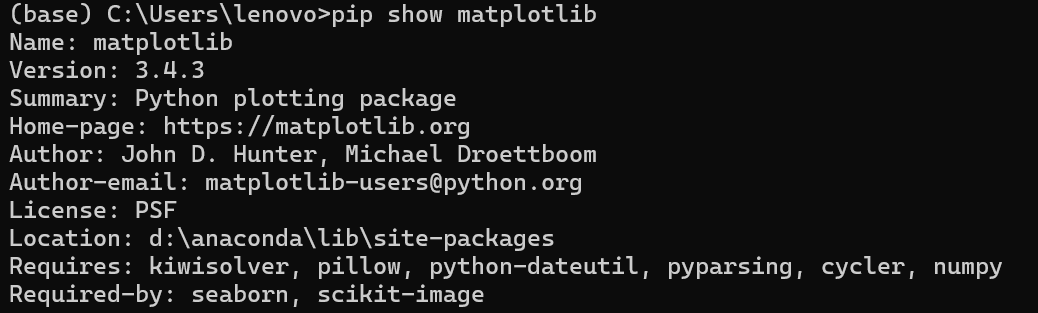 (base) C:\Users\lenovo>pip show matplotlib
Name: matplotlib
Version: 3.4.3
Summary: Python plotting package
Home-page: https://matplotlib.org
Author: John D. Hunter, Michael Droettboom
Author-email: matplotlib-users@python.org
License: PSF
Location: d:\anaconda\lib\site-packages
Requires: kiwisolver, pillow, python-dateutil, pyparsing, cycler, numpy
Required-by: seaborn, scikit-image